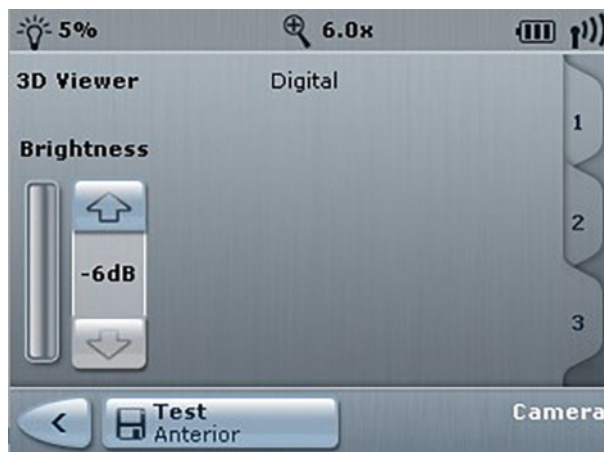 5%
6.0x
3D Viewer
Digital
1
Brightness
2
-6dB
3
Test
Anterior
Camera